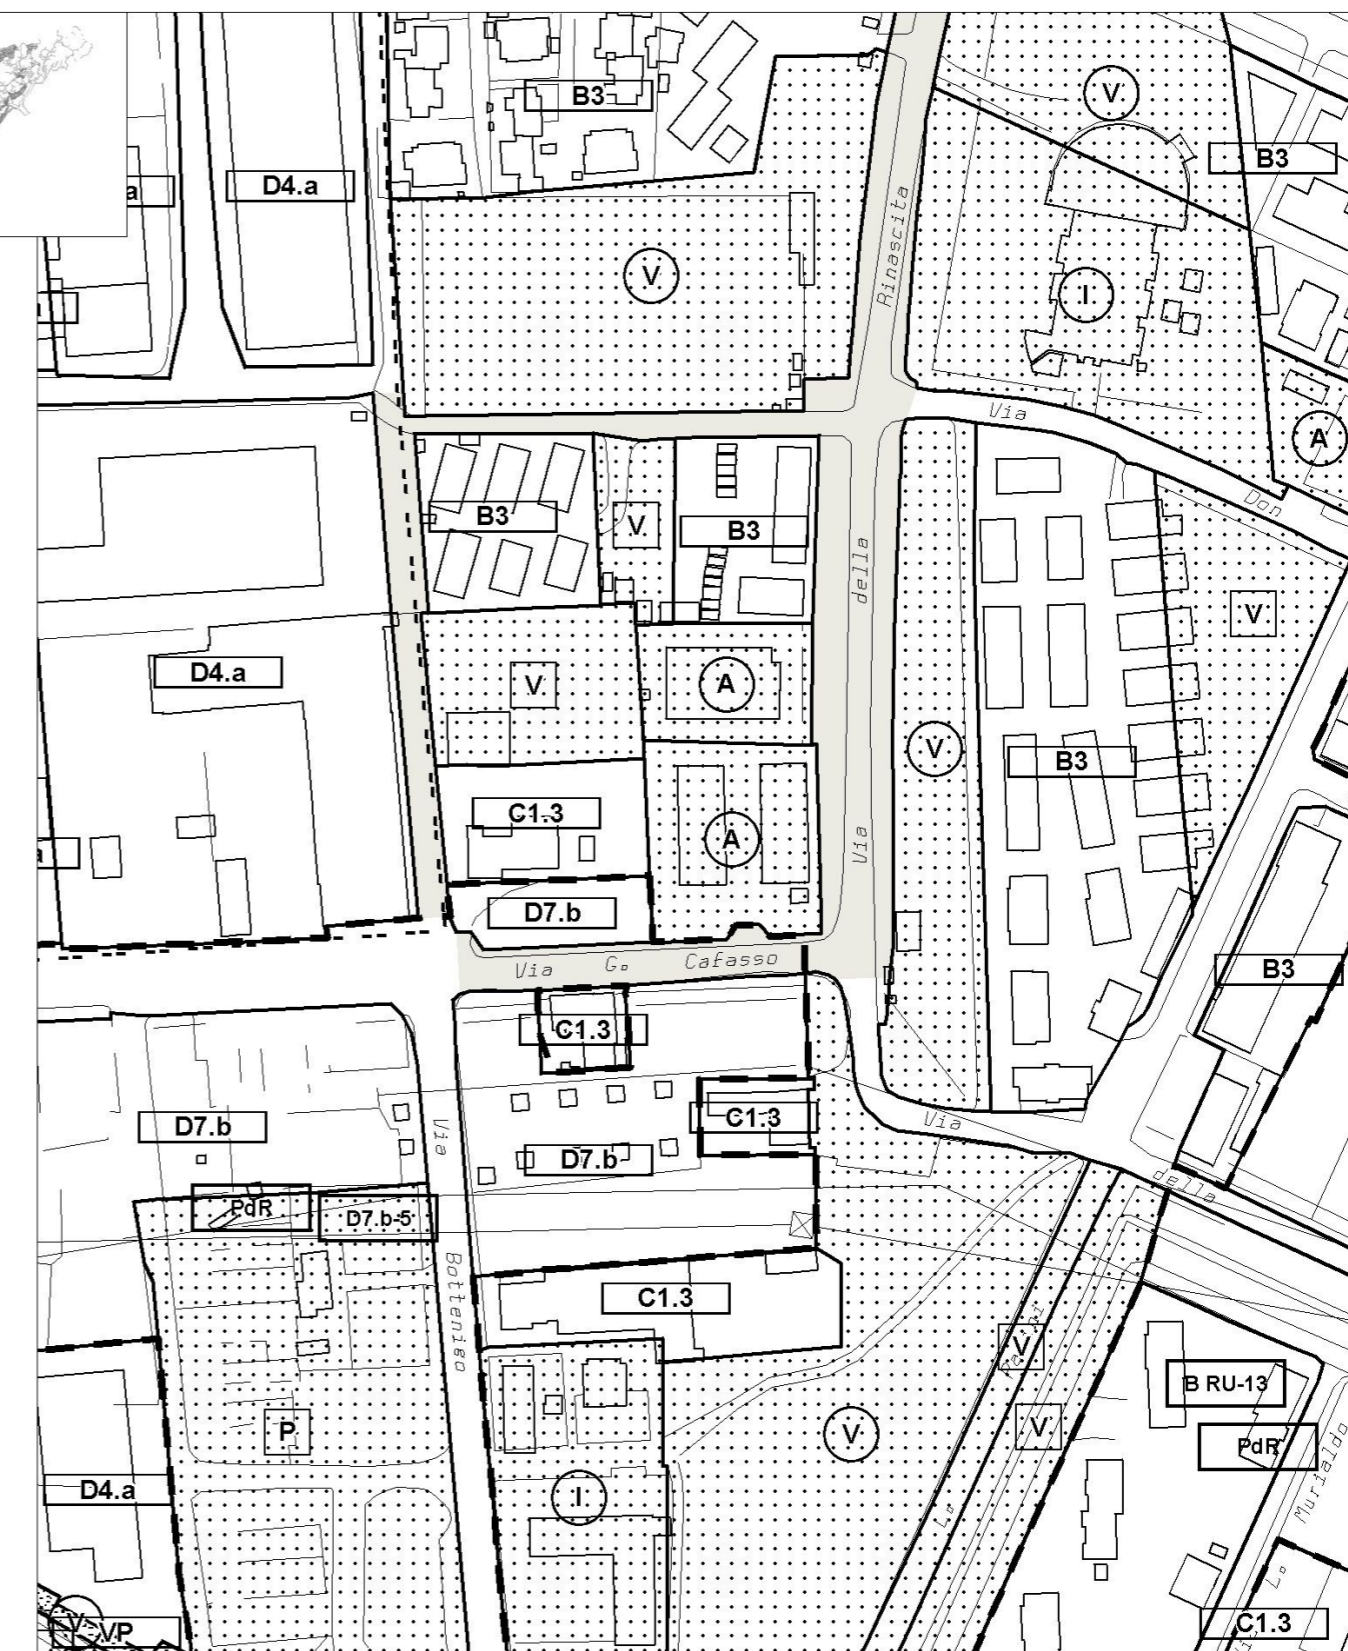 B3
V
B3
D4.a
a
V
Rinascita
I
Via
A
Don
B3
V
B3
della
V
D4.a
V
A
V
B3
C1.3
A
Via
D7.b
Via G. Cafasso
B3
C1.3
D7.b
Via
C1.3
Via
D7.b
della
PdR
D7.b-5
Bottenigo
C1.3
V
B RU-13
P
V
V
PdR
Murialdo
D4.a
I
L.
L.
V
VP
C1.3